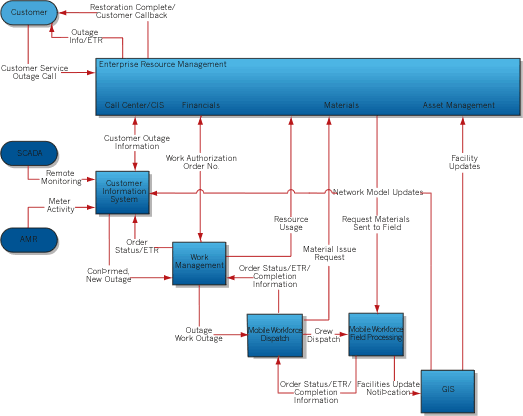 Customer
Restoration Complete/
Customer Callback
Outage
Info/ETR
Customer Service
Outage Call
Enterprise Resource Management
Call Center/CIS
Financials
Materials
Asset Management
SCADA
Remote
Monitoring
Customer Outage
Information
Work Authorization
Order No.
Facility
Updates
Customer
Information
System
Network Model Updates
Meter
Activity
AMR
Resource
Usage
Request Materials
Sent to Field
Order
Status/ETR
Work
Management
Material Issue
Request
ConÞrmed,
New Outage
Order Status/ETR/
Completion
Information
Outage
Work Outage
Mobile Workforce
Dispatch
Crew
Dispatch
Mobile Workforce
Field Processing
Order Status/ETR/
Completion
Information
Facilities Update
NotiÞcation
GIS